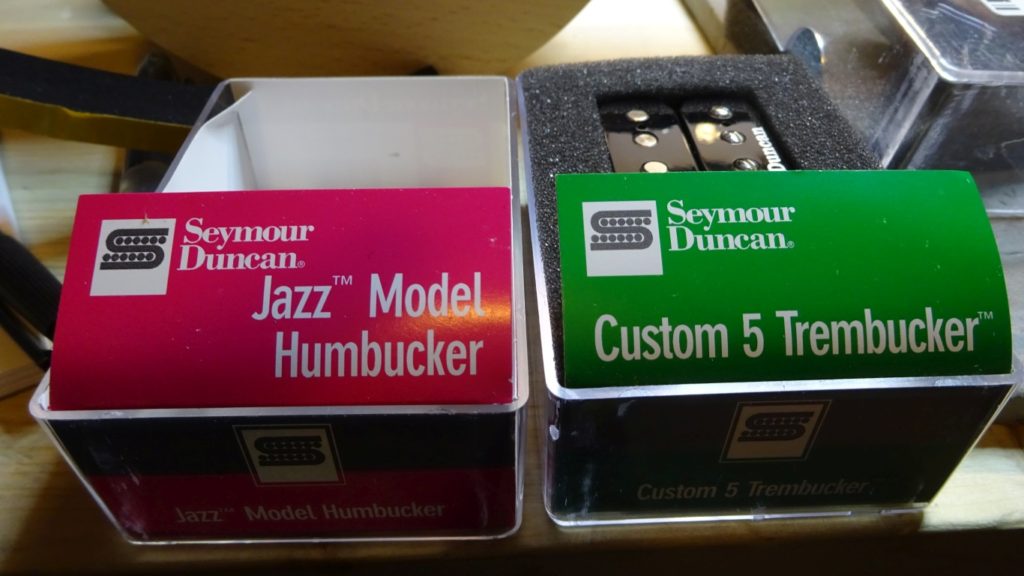 Seymour
Duncan®
Jazz™ Model
Humbucker
Jazz™ Model Humbucker
Duncan
Seymour
Duncan®
Custom 5 Trembucker™
Custom 5 Trembucker™